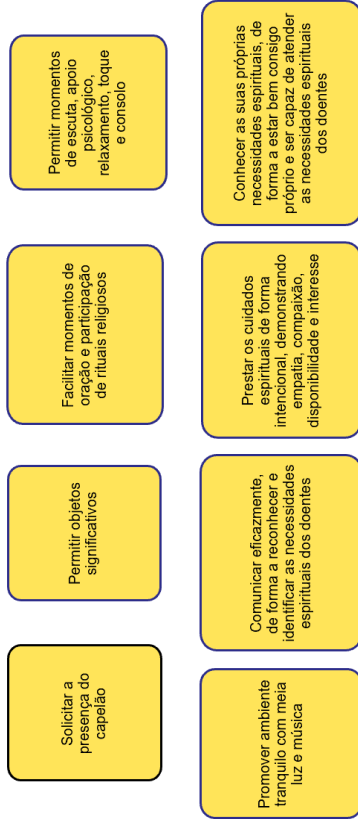 Solicitar a
presença do
capelão
Permitir objetos
significativos
Facilitar momentos de
oração e participação
de rituais religiosos
Permitir momentos
de escuta, apoio
psicológico,
relaxamento, toque
e consolo
Promover ambiente
tranquilo com meia
luz e música
Comunicar eficazmente,
de forma a reconhecer e
identificar as necessidades
espirituais dos doentes
Prestar os cuidados
espirituais de forma
intencional, demonstrando
empatia, compaixão,
disponibilidade e interesse
Conhecer as suas próprias
necessidades espirituais, de
forma a estar bem consigo
próprio e ser capaz de atender
as necessidades espirituais
dos doentes